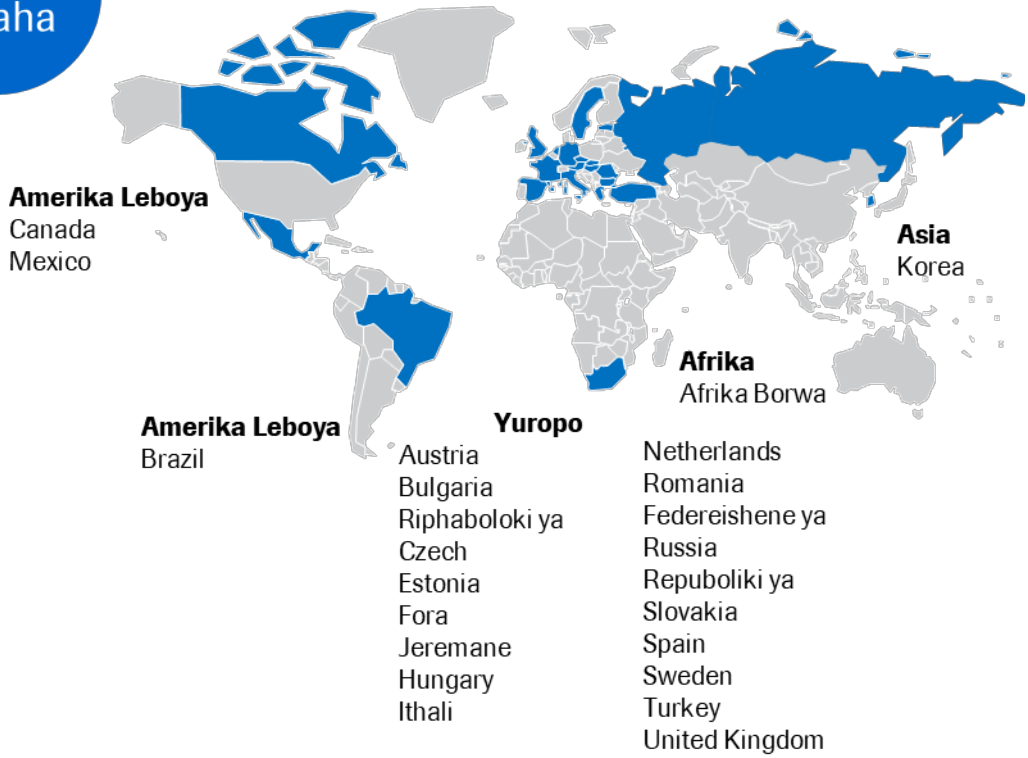 aha
Amerika Leboya
Canada
Mexico
Asia
Korea
Afrika
Afrika Borwa
Amerika Leboya
Brazil
Yuropo
Austria
Bulgaria
Riphaboloki ya
Czech
Estonia
Fora
Jeremane
Hungary
Ithali
Netherlands
Romania
Federeishene ya
Russia
Repuboliki ya
Slovakia
Spain
Sweden
Turkey
United Kingdom